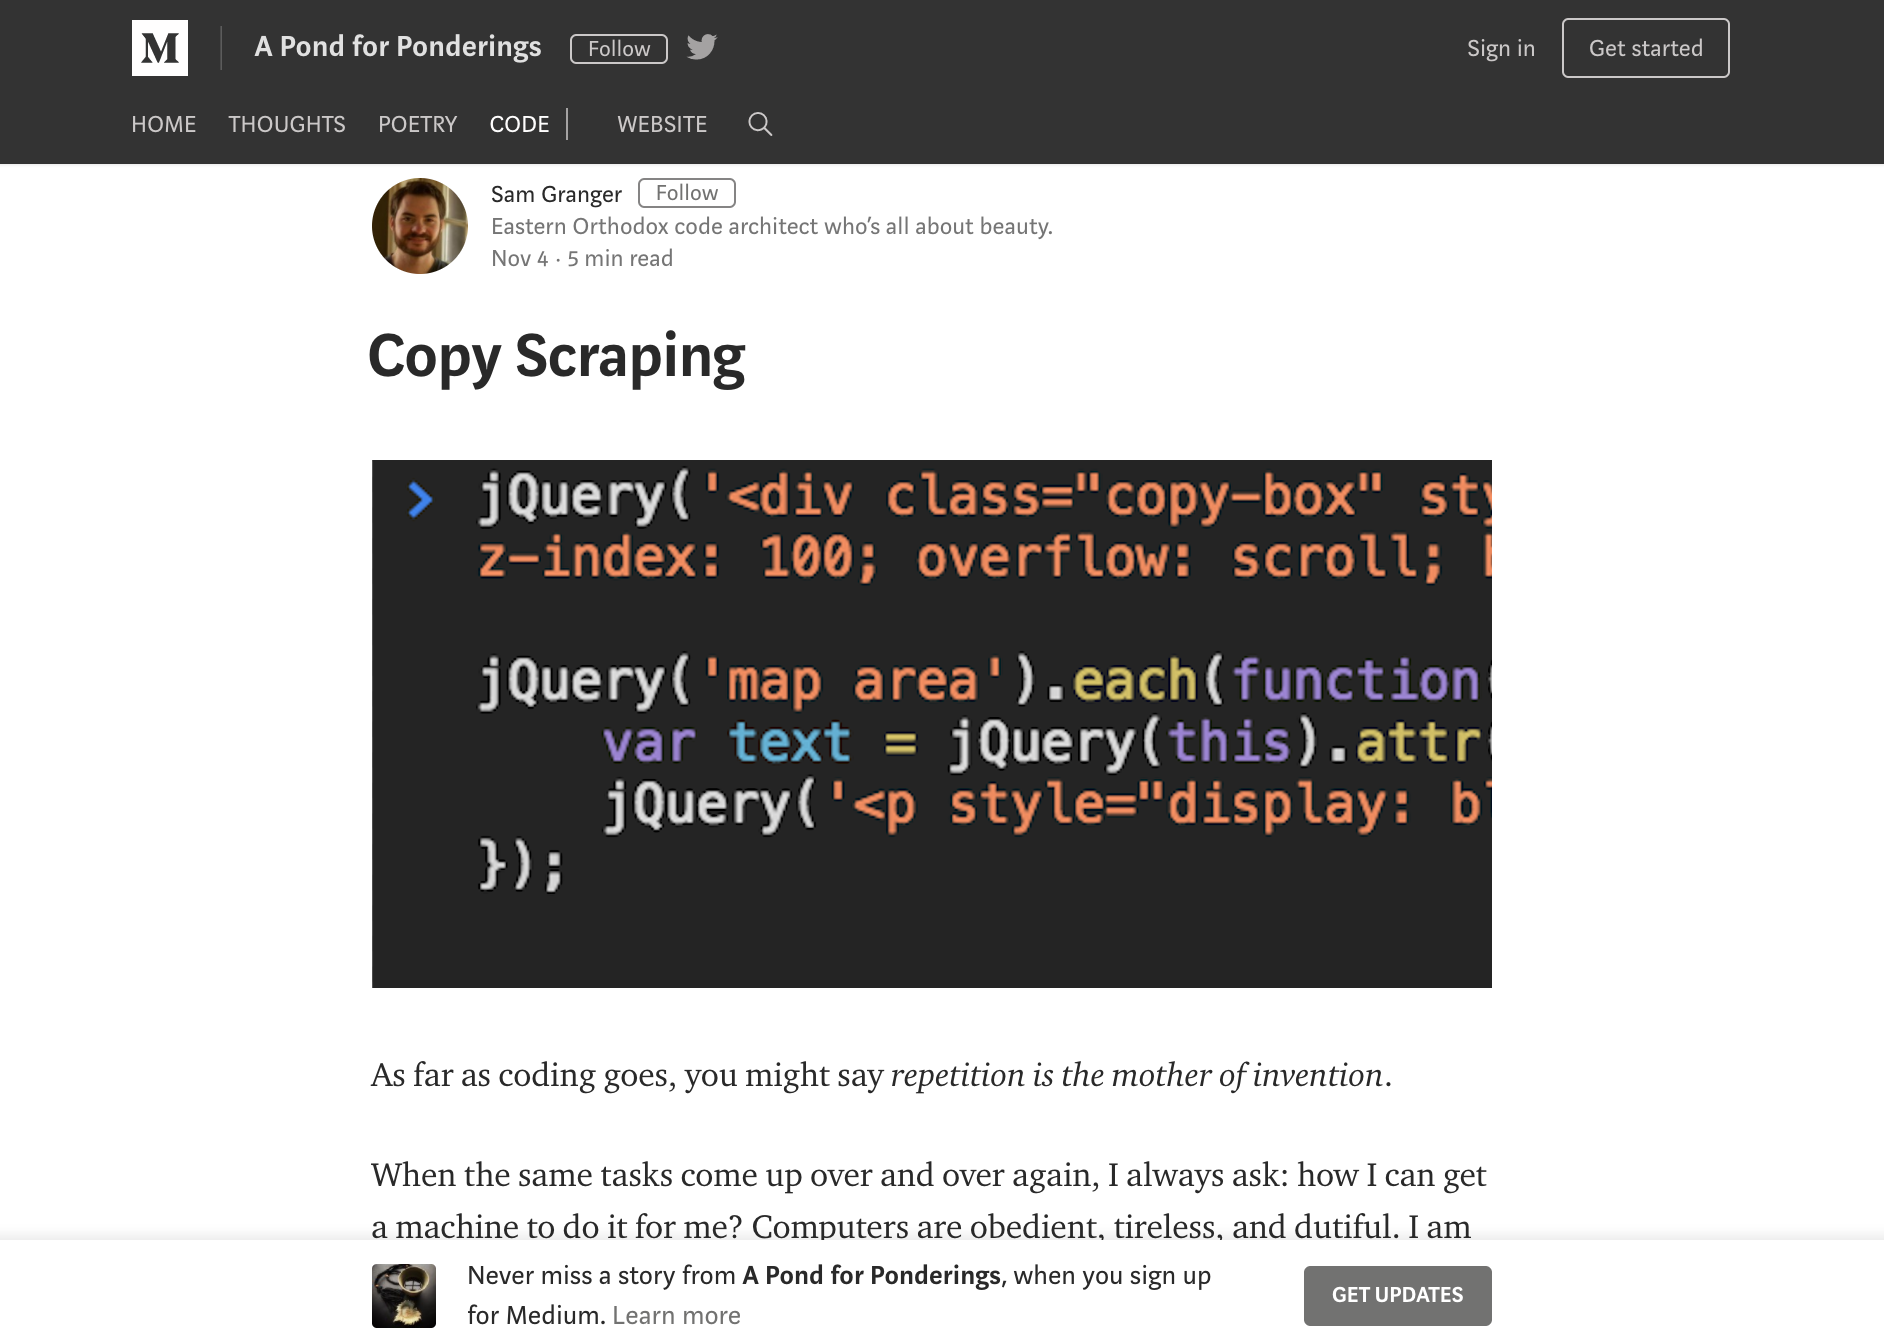 M A Pond for Ponderings Follow Sign in Get started
HOME THOUGHTS POETRY CODE WEBSITE
Sam Granger Follow
Eastern Orthodox code architect who’s all about beauty.
Nov 4 · 5 min read
Copy Scraping
> jQuery('<div class="copy-box" sty
z-index: 100; overflow: scroll;
jQuery('map area').each(function(
var text = jQuery(this).attr(
jQuery('<p style="display: bl
});
As far as coding goes, you might say repetition is the mother of invention.
When the same tasks come up over and over again, I always ask: how I can get
a machine to do it for me? Computers are obedient, tireless, and dutiful. I am
Never miss a story from A Pond for Ponderings, when you sign up
for Medium. Learn more
GET UPDATES